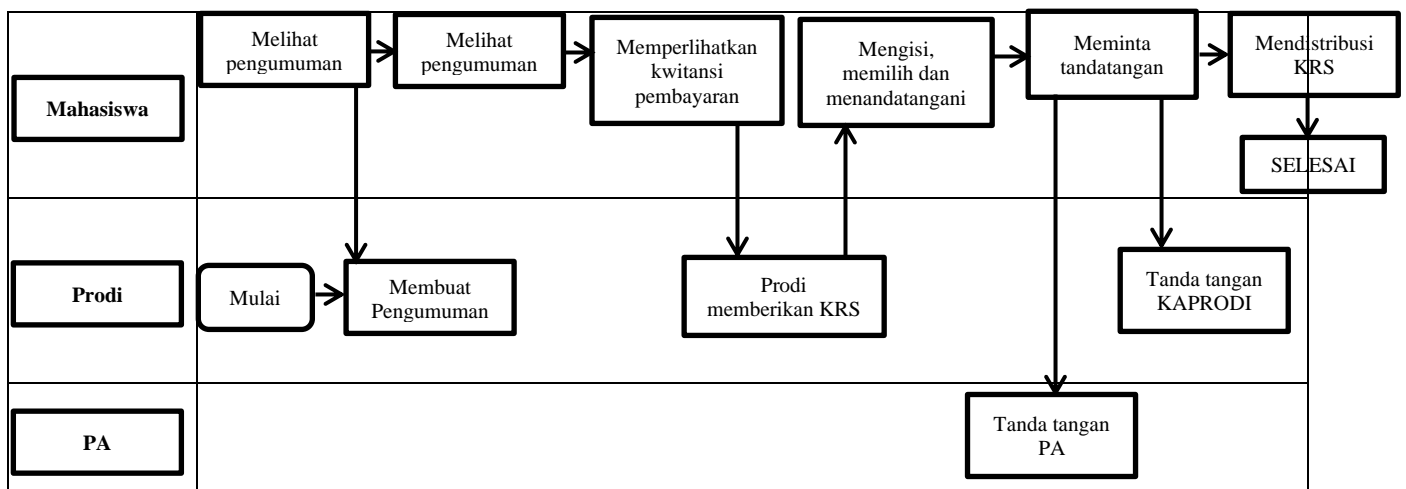 Mahasiswa
Melihat
pengumuman
Melihat
pengumuman
Memperlihatkan
kwitansi
pembayaran
Mengisi,
memilih dan
menandatangani
Meminta
tandatangan
Mendistribusi
KRS
SELESAI
Prodi
Mulai
Membuat
Pengumuman
Prodi
memberikan KRS
Tanda tangan
KAPRODI
PA
Tanda tangan
PA